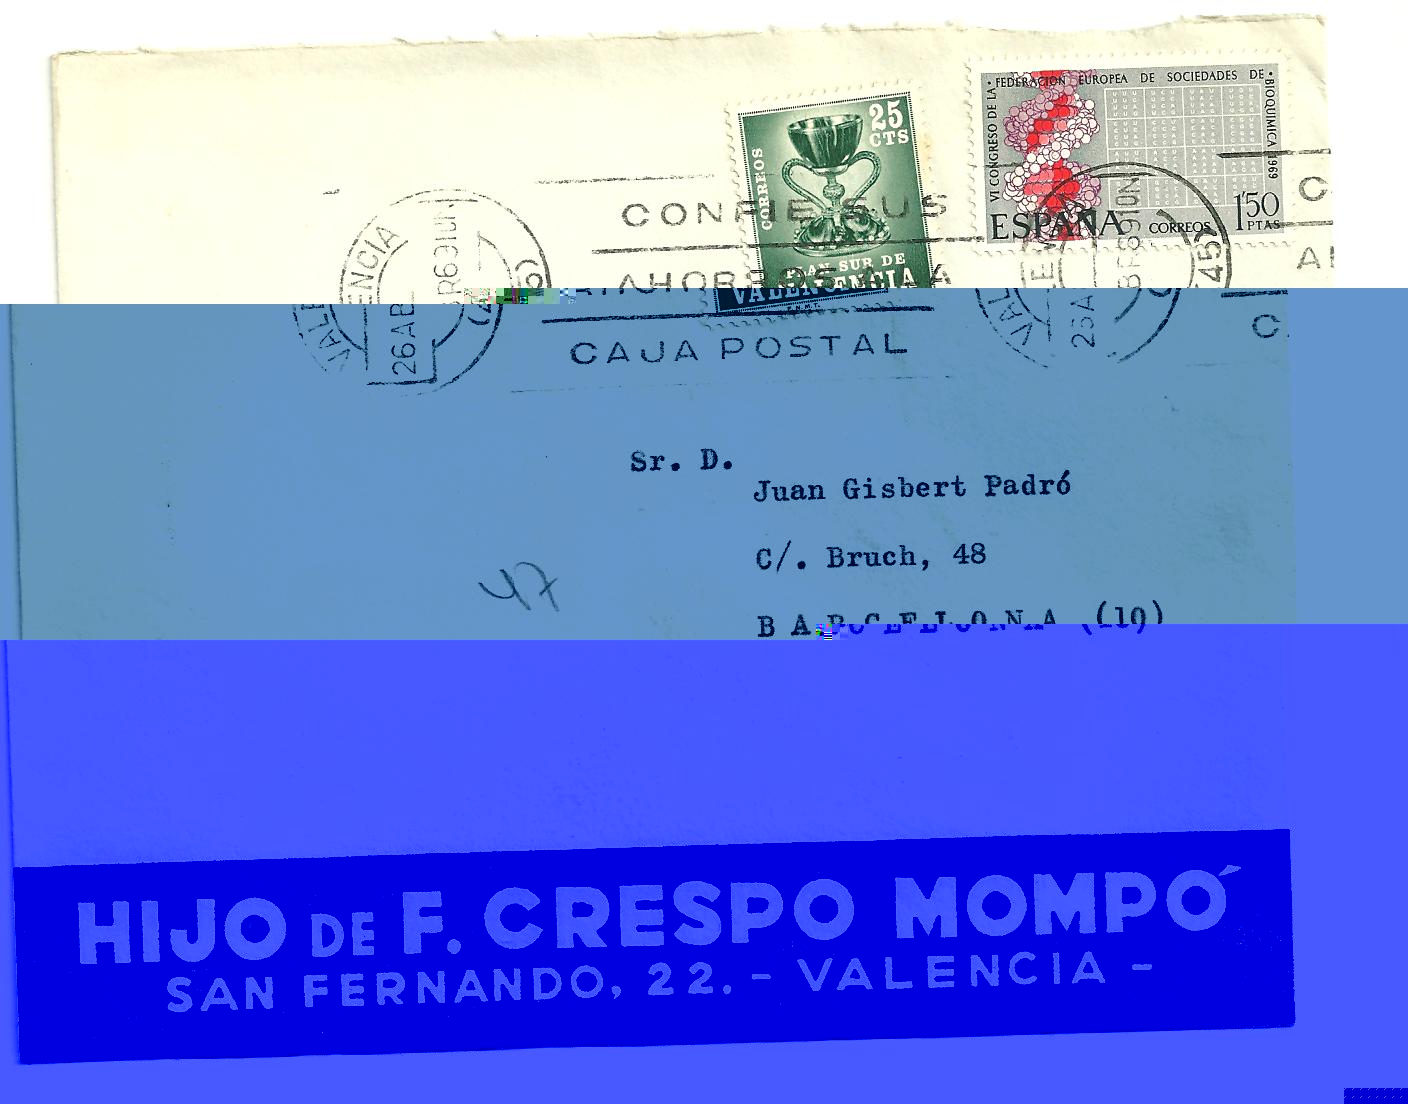 VI CONGRESO DE LA · FEDERACION EUROPEA DE SOCIEDADES DE · BIOQUIMICA 1969
ESPAÑA CORREOS 1'50 PTAS
25 CTS
CORREOS
PLAN SUR DE
VALENCIA
CONFIE SUS
AHORROS A LA
CAJA POSTAL
VALENCIA
26 ABR 69
Sr. D.
Juan Gisbert Padró
C/. Bruch, 48
B A R C E L O N A (10)
47
HIJO DE F. CRESPO MOMPÓ
SAN FERNANDO, 22. - VALENCIA -